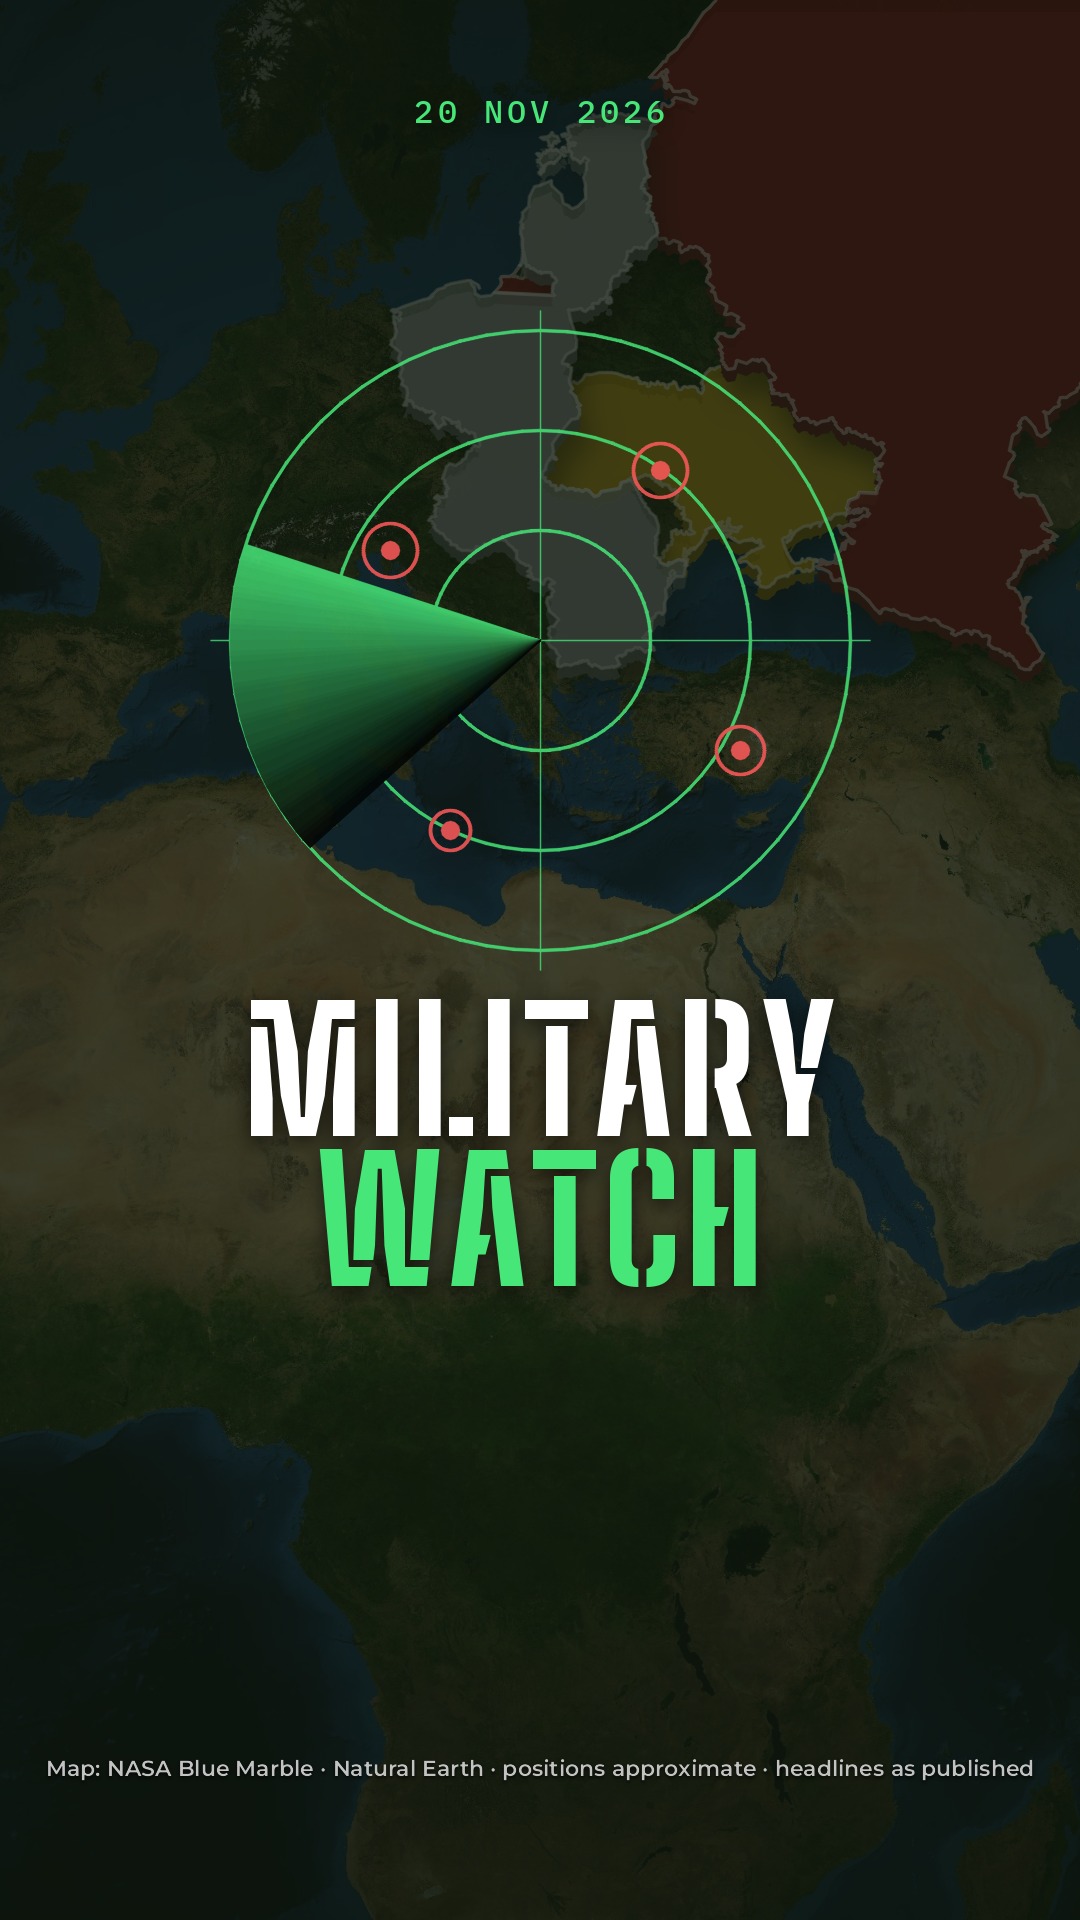 20 NOV 2026
MILITARY
WATCH
Map: NASA Blue Marble · Natural Earth · positions approximate · headlines as published